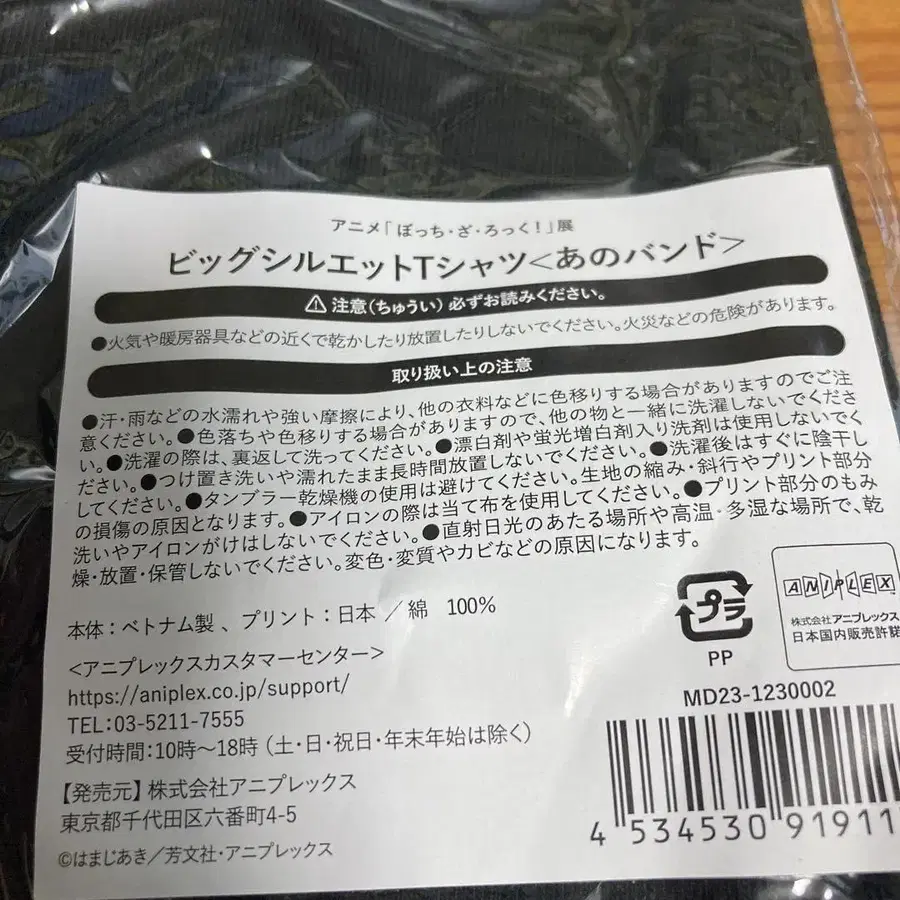 アニメ「ぼっち・ざ・ろっく!」展
ビッグシルエットTシャツ<あのバンド>
注意(ちゅうい)必ずお読みください。
●火気や暖房器具などの近くで乾かしたり放置したりしないでください。火災などの危険があります。
取り扱い上の注意
●汗・雨などの水濡れや強い摩擦により、他の衣料などに色移りする場合がありますのでご注
意ください。●色落ちや色移りする場合がありますので、他の物と一緒に洗濯しないでくださ
い。●洗濯の際は、裏返して洗ってください。●漂白剤や蛍光増白剤入り洗剤は使用しないでく
ださい。●つけ置き洗いや濡れたまま長時間放置しないでください。●洗濯後はすぐに陰干し
してください。●タンブラー乾燥機の使用は避けてください。生地の縮み・斜行やプリント部分
の損傷の原因となります。●アイロンの際は当て布を使用してください。●プリント部分のもみ
洗いやアイロンがけはしないでください。●直射日光のあたる場所や高温・多湿な場所で、乾
燥・放置・保管しないでください。変色・変質やカビなどの原因になります。
本体:ベトナム製、プリント:日本/綿 100%
<アニプレックスカスタマーセンター>
https://aniplex.co.jp/support/
TEL:03-5211-7555
受付時間:10時〜18時(土・日・祝日・年末年始は除く)
【発売元】株式会社アニプレックス
東京都千代田区六番町4-5
©はまじあき/芳文社・アニプレックス
プラ
PP
ANIPLEX
株式会社アニプレックス
日本国内販売許諾
MD23-1230002
4 534530 91911